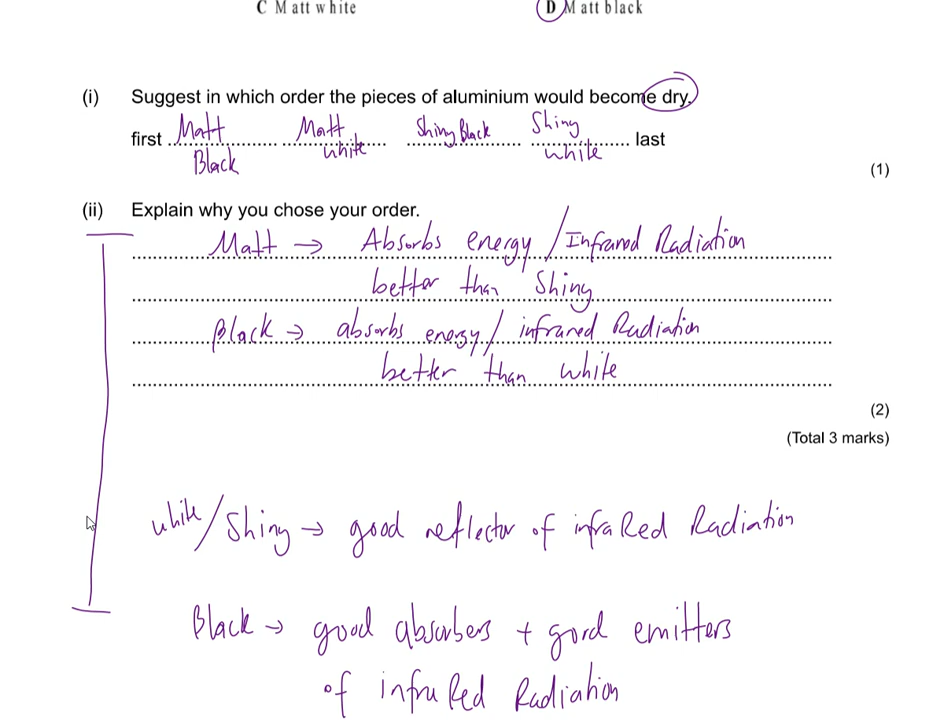 C Matt white D Matt black
(i) Suggest in which order the pieces of aluminium would become dry.
first Matt Black Matt white Shiny Black Shiny white last
(1)
(ii) Explain why you chose your order.
Matt → Absorbs energy / Infrared Radiation
better than Shiny
Black → absorbs energy / infrared Radiation
better than white
(2)
(Total 3 marks)
white / Shiny → good reflector of infraRed Radiation
Black → good absorbers + good emitters
of infraRed Radiation